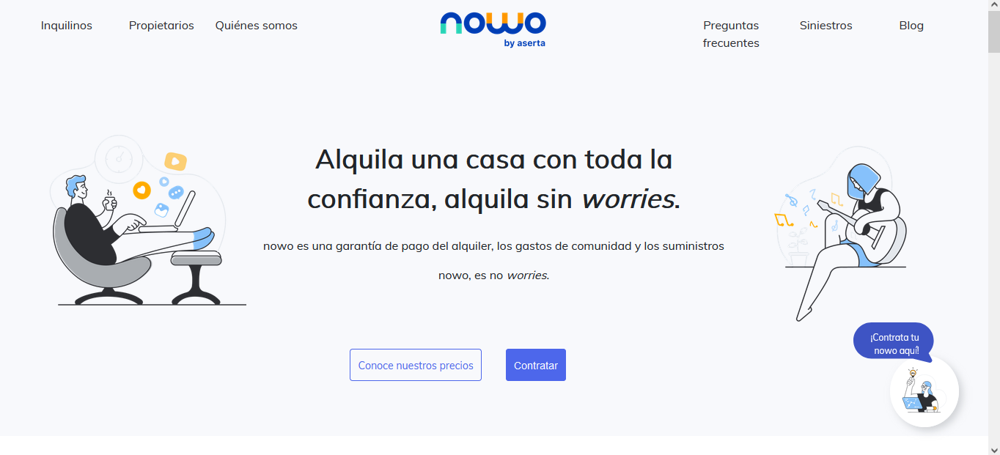 Inquilinos
Propietarios
Quiénes somos
nowo
by aserta
Preguntas
frecuentes
Siniestros
Blog
Alquila una casa con toda la
confianza, alquila sin worries.
nowo es una garantía de pago del alquiler, los gastos de comunidad y los suministros
nowo, es no worries.
Conoce nuestros precios
Contratar
¡Contrata tu
nowo aquí!